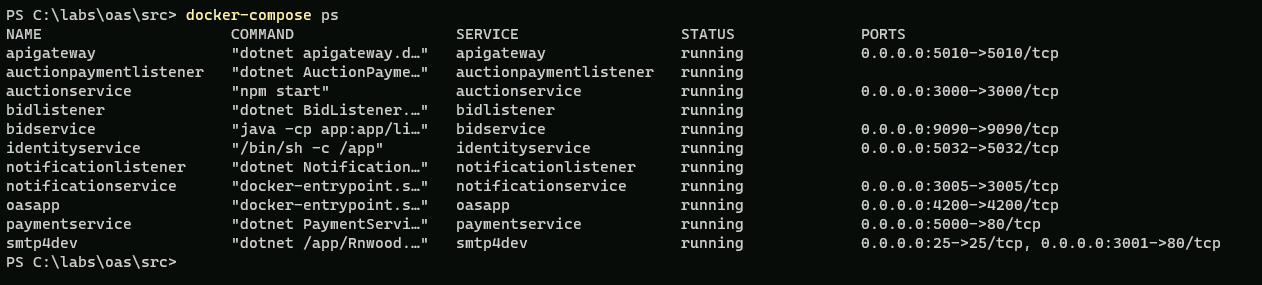 PS C:\labs\oas\src> docker-compose ps
NAME COMMAND SERVICE STATUS PORTS
apigateway "dotnet apigateway.d…" apigateway running 0.0.0.0:5010->5010/tcp
auctionpaymentlistener "dotnet AuctionPayme…" auctionpaymentlistener running
auctionservice "npm start" auctionservice running 0.0.0.0:3000->3000/tcp
bidlistener "dotnet BidListener.…" bidlistener running
bidservice "java -cp app:app/li…" bidservice running 0.0.0.0:9090->9090/tcp
identityservice "/bin/sh -c /app" identityservice running 0.0.0.0:5032->5032/tcp
notificationlistener "dotnet Notification…" notificationlistener running
notificationservice "docker-entrypoint.s…" notificationservice running 0.0.0.0:3005->3005/tcp
oasapp "docker-entrypoint.s…" oasapp running 0.0.0.0:4200->4200/tcp
paymentservice "dotnet PaymentServi…" paymentservice running 0.0.0.0:5000->80/tcp
smtp4dev "dotnet /app/Rnwood.…" smtp4dev running 0.0.0.0:25->25/tcp, 0.0.0.0:3001->80/tcp
PS C:\labs\oas\src>